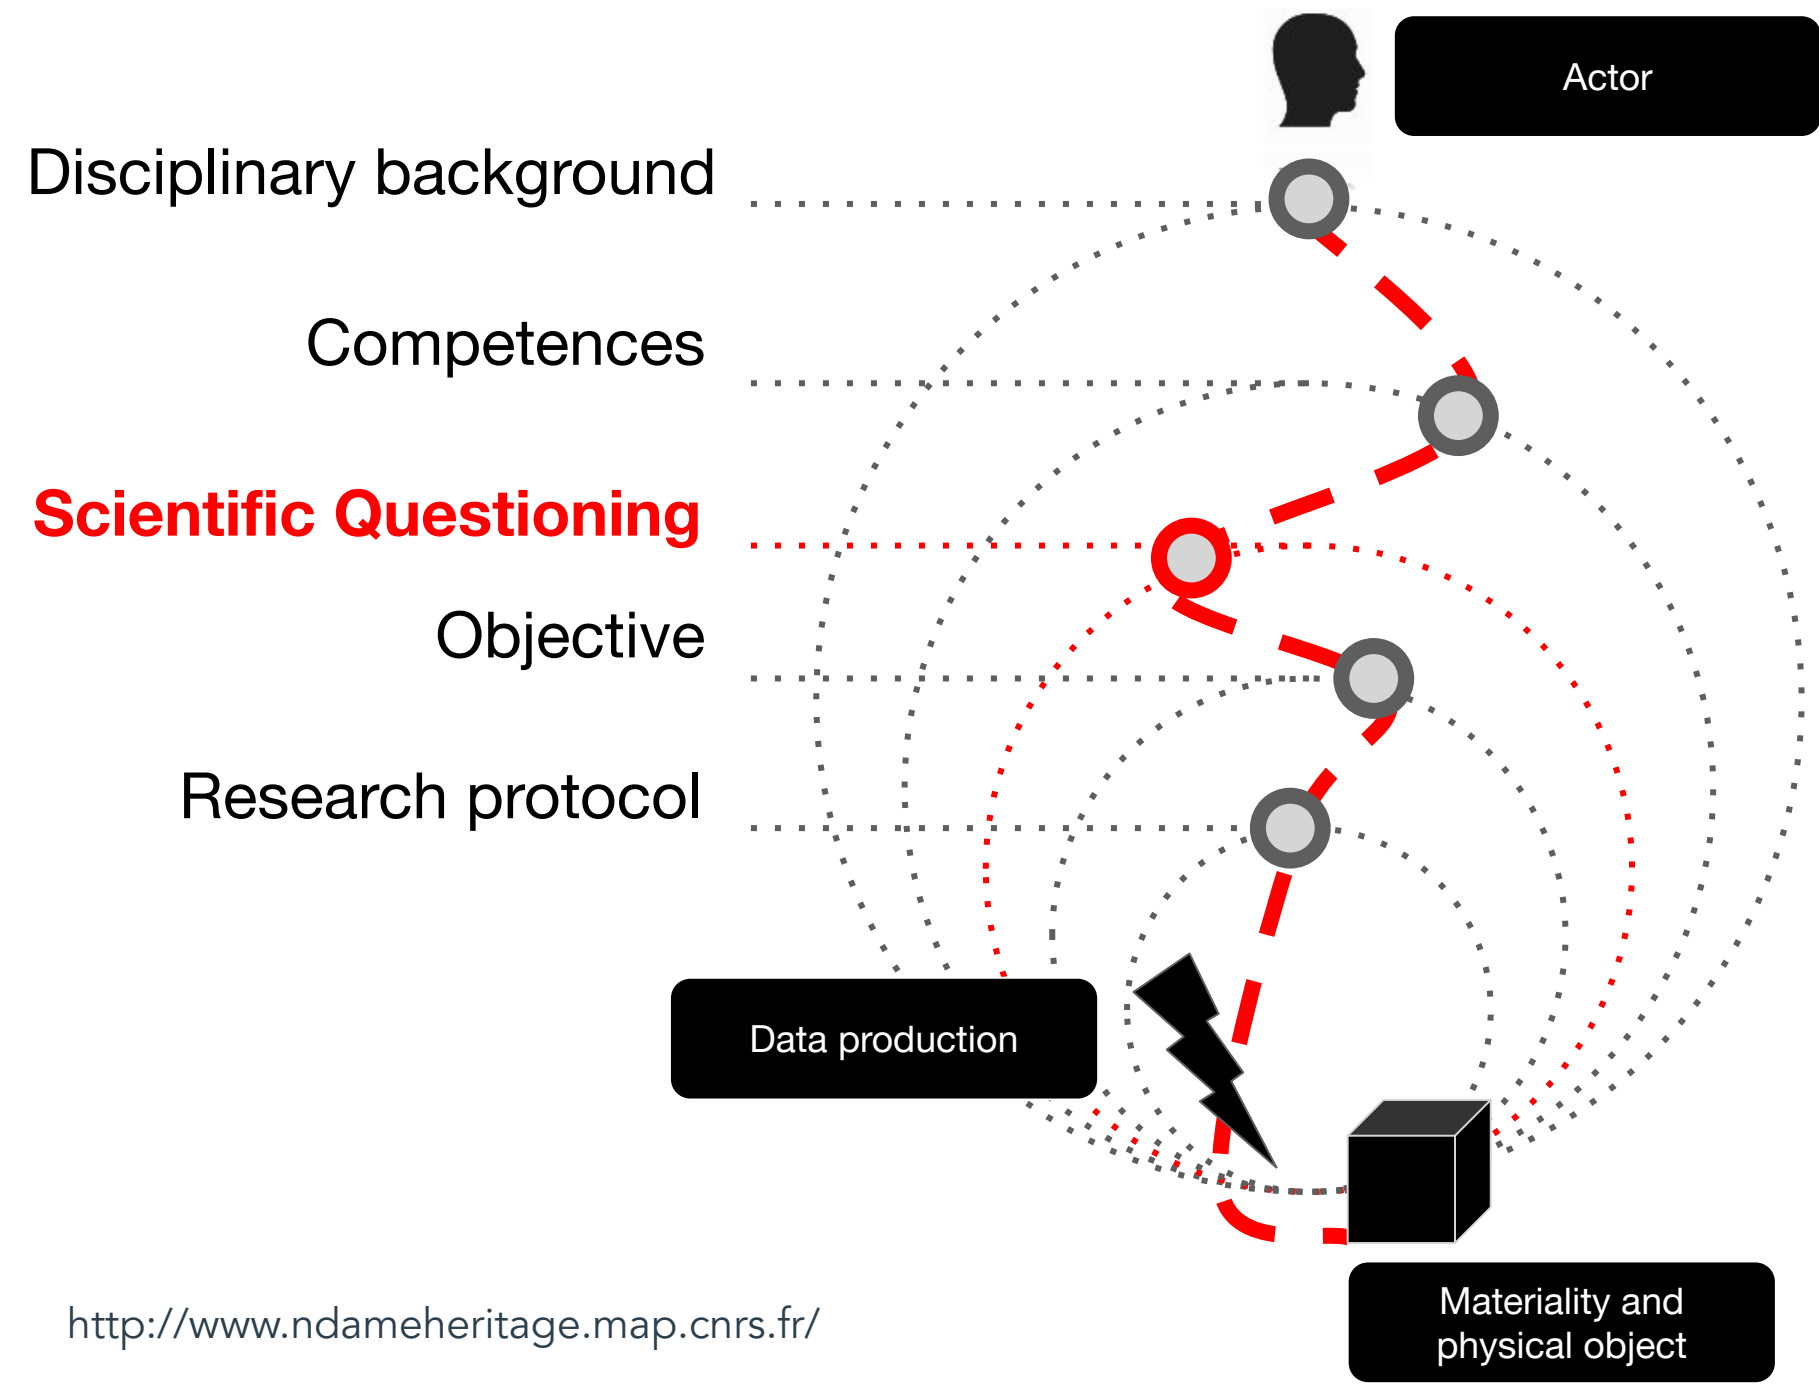 Actor
Disciplinary background
Competences
Scientific Questioning
Objective
Research protocol
Data production
Materiality and
physical object
http://www.ndameheritage.map.cnrs.fr/